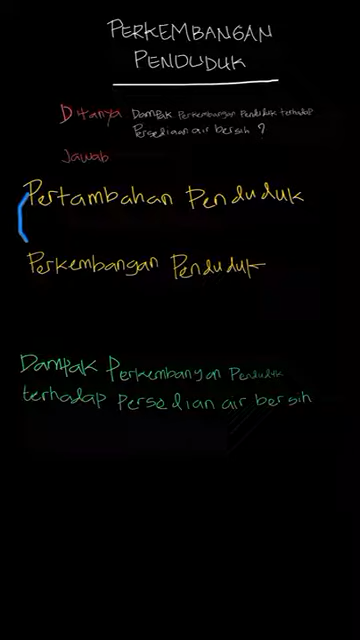 PERKEMBANGAN
PENDUDUK
Ditanya Dampak Perkembangan Penduduk terhadap
Persediaan air bersih ?
Jawab
Pertambahan Penduduk
Perkembangan Penduduk
Dampak Perkembangan Penduduk
terhadap Persedian air bersih